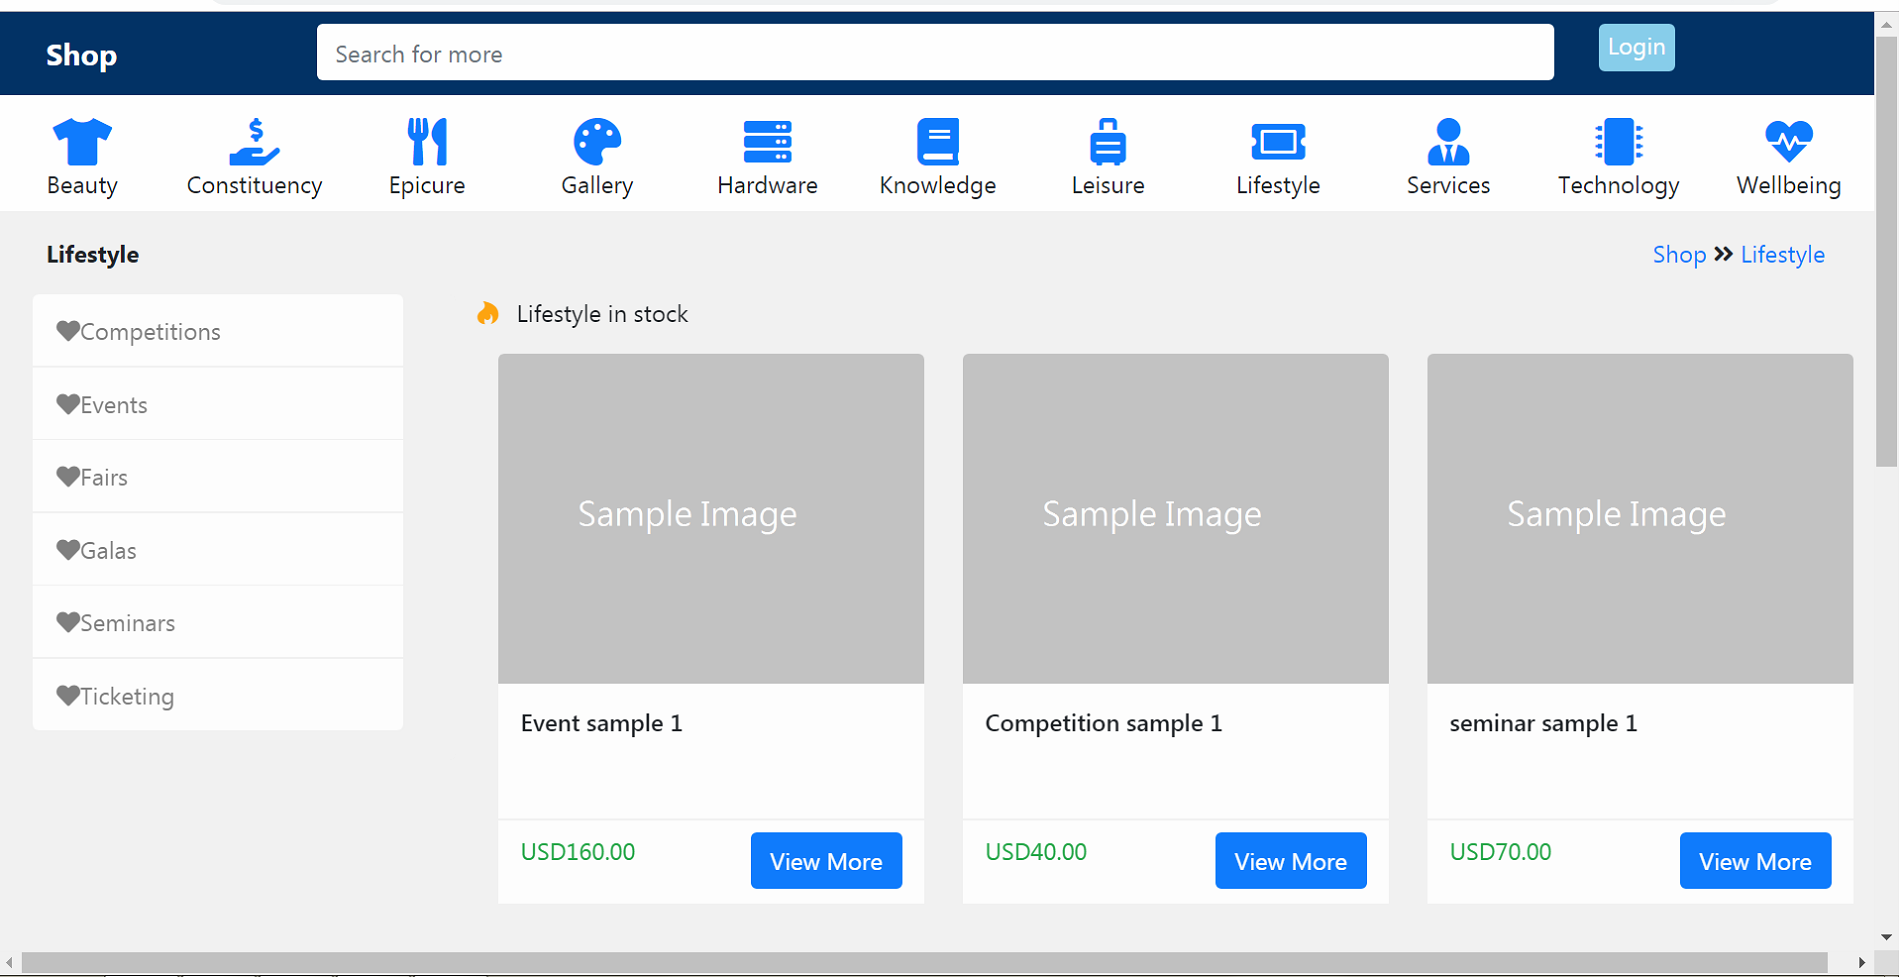 Shop
Search for more
Login
Beauty
Constituency
Epicure
Gallery
Hardware
Knowledge
Leisure
Lifestyle
Services
Technology
Wellbeing
Lifestyle
Shop » Lifestyle
Competitions
Events
Fairs
Galas
Seminars
Ticketing
Lifestyle in stock
Sample Image
Event sample 1
USD160.00
View More
Sample Image
Competition sample 1
USD40.00
View More
Sample Image
seminar sample 1
USD70.00
View More